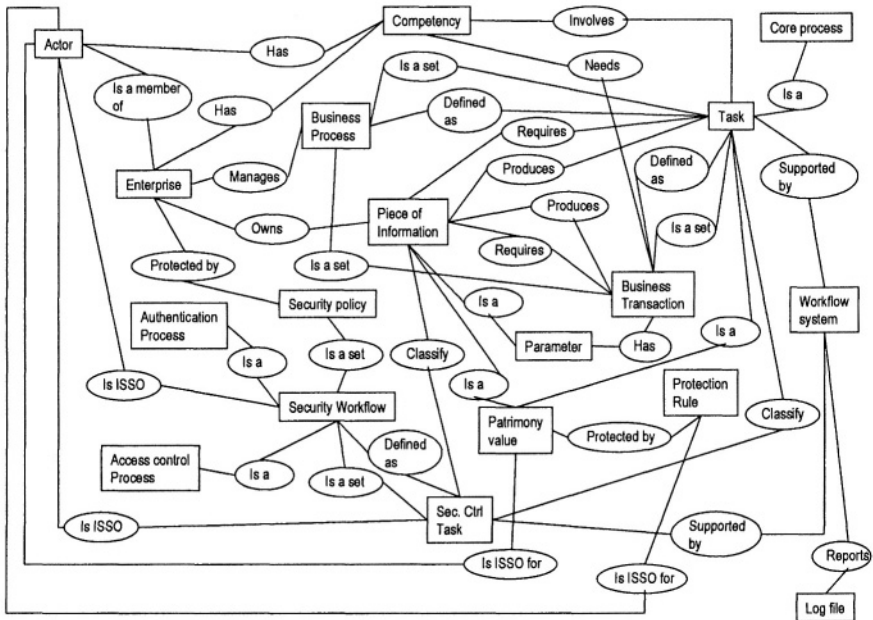 Competency
Involves
Core process
Actor
Has
Is a set
Needs
Is a
Is a member
of
Has
Business
Process
Defined
as
Task
Requires
Enterprise
Manages
Produces
Defined
as
Supported
by
Owns
Piece of
Information
Produces
Is a set
Requires
Protected by
Is a set
Business
Transaction
Workflow
system
Security policy
Is a
Authentication
Process
Is a set
Classify
Parameter
Has
Is a
Is a
Is ISSO
Is a
Protection
Rule
Security Workflow
Patrimony
value
Protected by
Classify
Access control
Process
Is a
Defined
as
Is a set
Is ISSO
Sec. Ctrl
Task
Supported
by
Is ISSO for
Is ISSO for
Reports
Log file